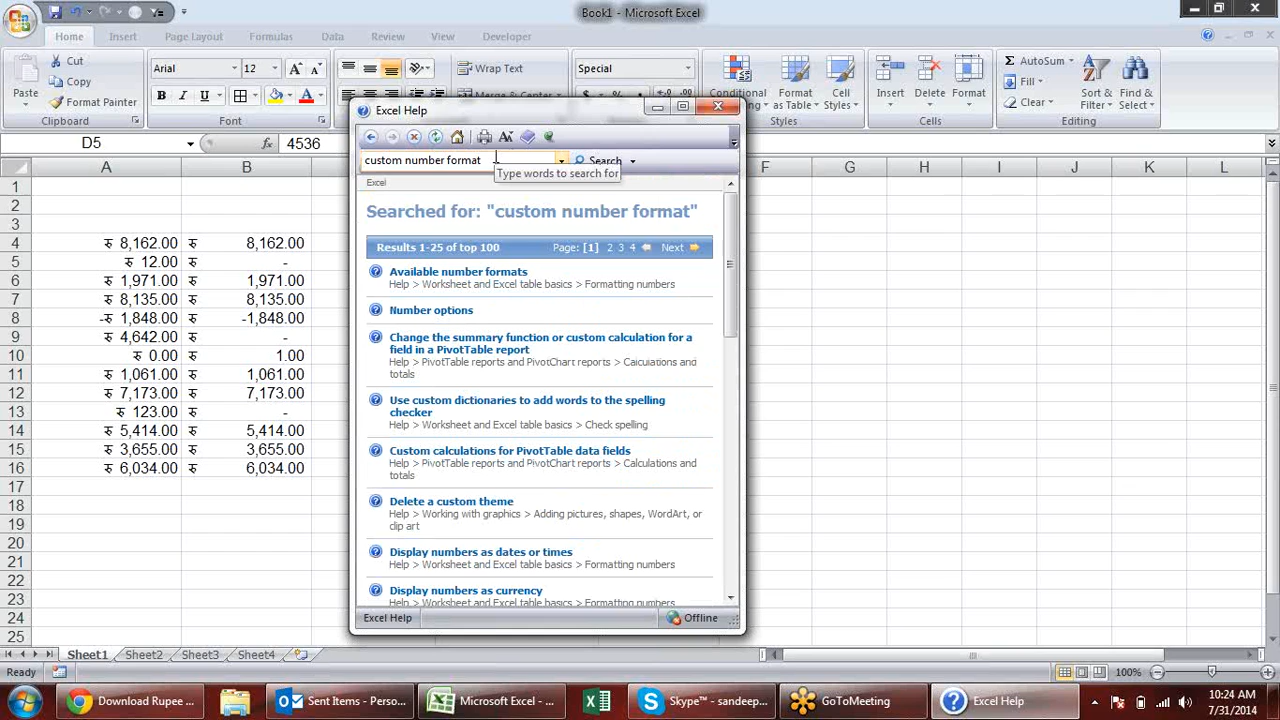 Book1 - Microsoft Excel
Home Insert Page Layout Formulas Data Review View Developer
Paste Cut Copy Format Painter
Clipboard
Arial 12
B I U A
Font
Wrap Text
Special
Conditional as Table Styles
Format Cell
Styles
Insert Delete Format
Cells
AutoSum Fill Clear
Sort & Filter Find & Select
Editing
D5 fx 4536
A B F G H I J K L
1
2
3
4 रु 8,162.00 रु 8,162.00
5 रु 12.00 रु -
6 रु 1,971.00 रु 1,971.00
7 रु 8,135.00 रु 8,135.00
8 -रु 1,848.00 रु -1,848.00
9 रु 4,642.00 रु -
10 रु 0.00 रु 1.00
11 रु 1,061.00 रु 1,061.00
12 रु 7,173.00 रु 7,173.00
13 रु 123.00 रु -
14 रु 5,414.00 रु 5,414.00
15 रु 3,655.00 रु 3,655.00
16 रु 6,034.00 रु 6,034.00
17
18
19
20
21
22
23
24
25
Excel Help
custom number format Search
Type words to search for
Excel
Searched for: "custom number format"
Results 1-25 of top 100 Page: [1] 2 3 4 Next
Available number formats
Help > Worksheet and Excel table basics > Formatting numbers
Number options
Change the summary function or custom calculation for a
field in a PivotTable report
Help > PivotTable reports and PivotChart reports > Calculations and
totals
Use custom dictionaries to add words to the spelling
checker
Help > Worksheet and Excel table basics > Check spelling
Custom calculations for PivotTable data fields
Help > PivotTable reports and PivotChart reports > Calculations and
totals
Delete a custom theme
Help > Working with graphics > Adding pictures, shapes, WordArt, or
clip art
Display numbers as dates or times
Help > Worksheet and Excel table basics > Formatting numbers
Display numbers as currency
Help > Worksheet and Excel table basics > Formatting numbers
Excel Help Offline
Sheet1 Sheet2 Sheet3 Sheet4
Ready 100%
Download Rupee ... Sent Items - Perso... Microsoft Excel - ... Skype™ - sandeep... GoToMeeting Excel Help
10:24 AM
7/31/2014